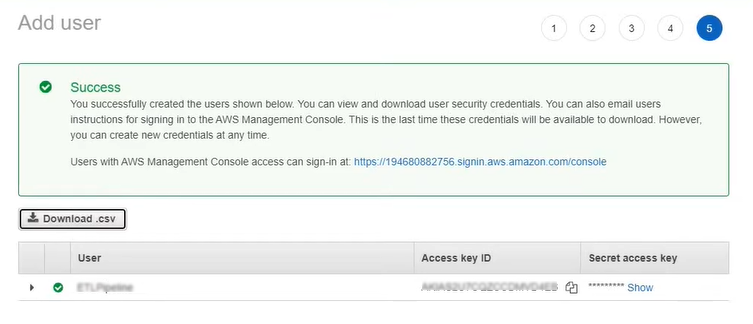 Add user
1 2 3 4 5
Success
You successfully created the users shown below. You can view and download user security credentials. You can also email users
instructions for signing in to the AWS Management Console. This is the last time these credentials will be available to download. However,
you can create new credentials at any time.
Users with AWS Management Console access can sign-in at: https://194680882756.signin.aws.amazon.com/console
Download .csv
User Access key ID Secret access key
********* Show